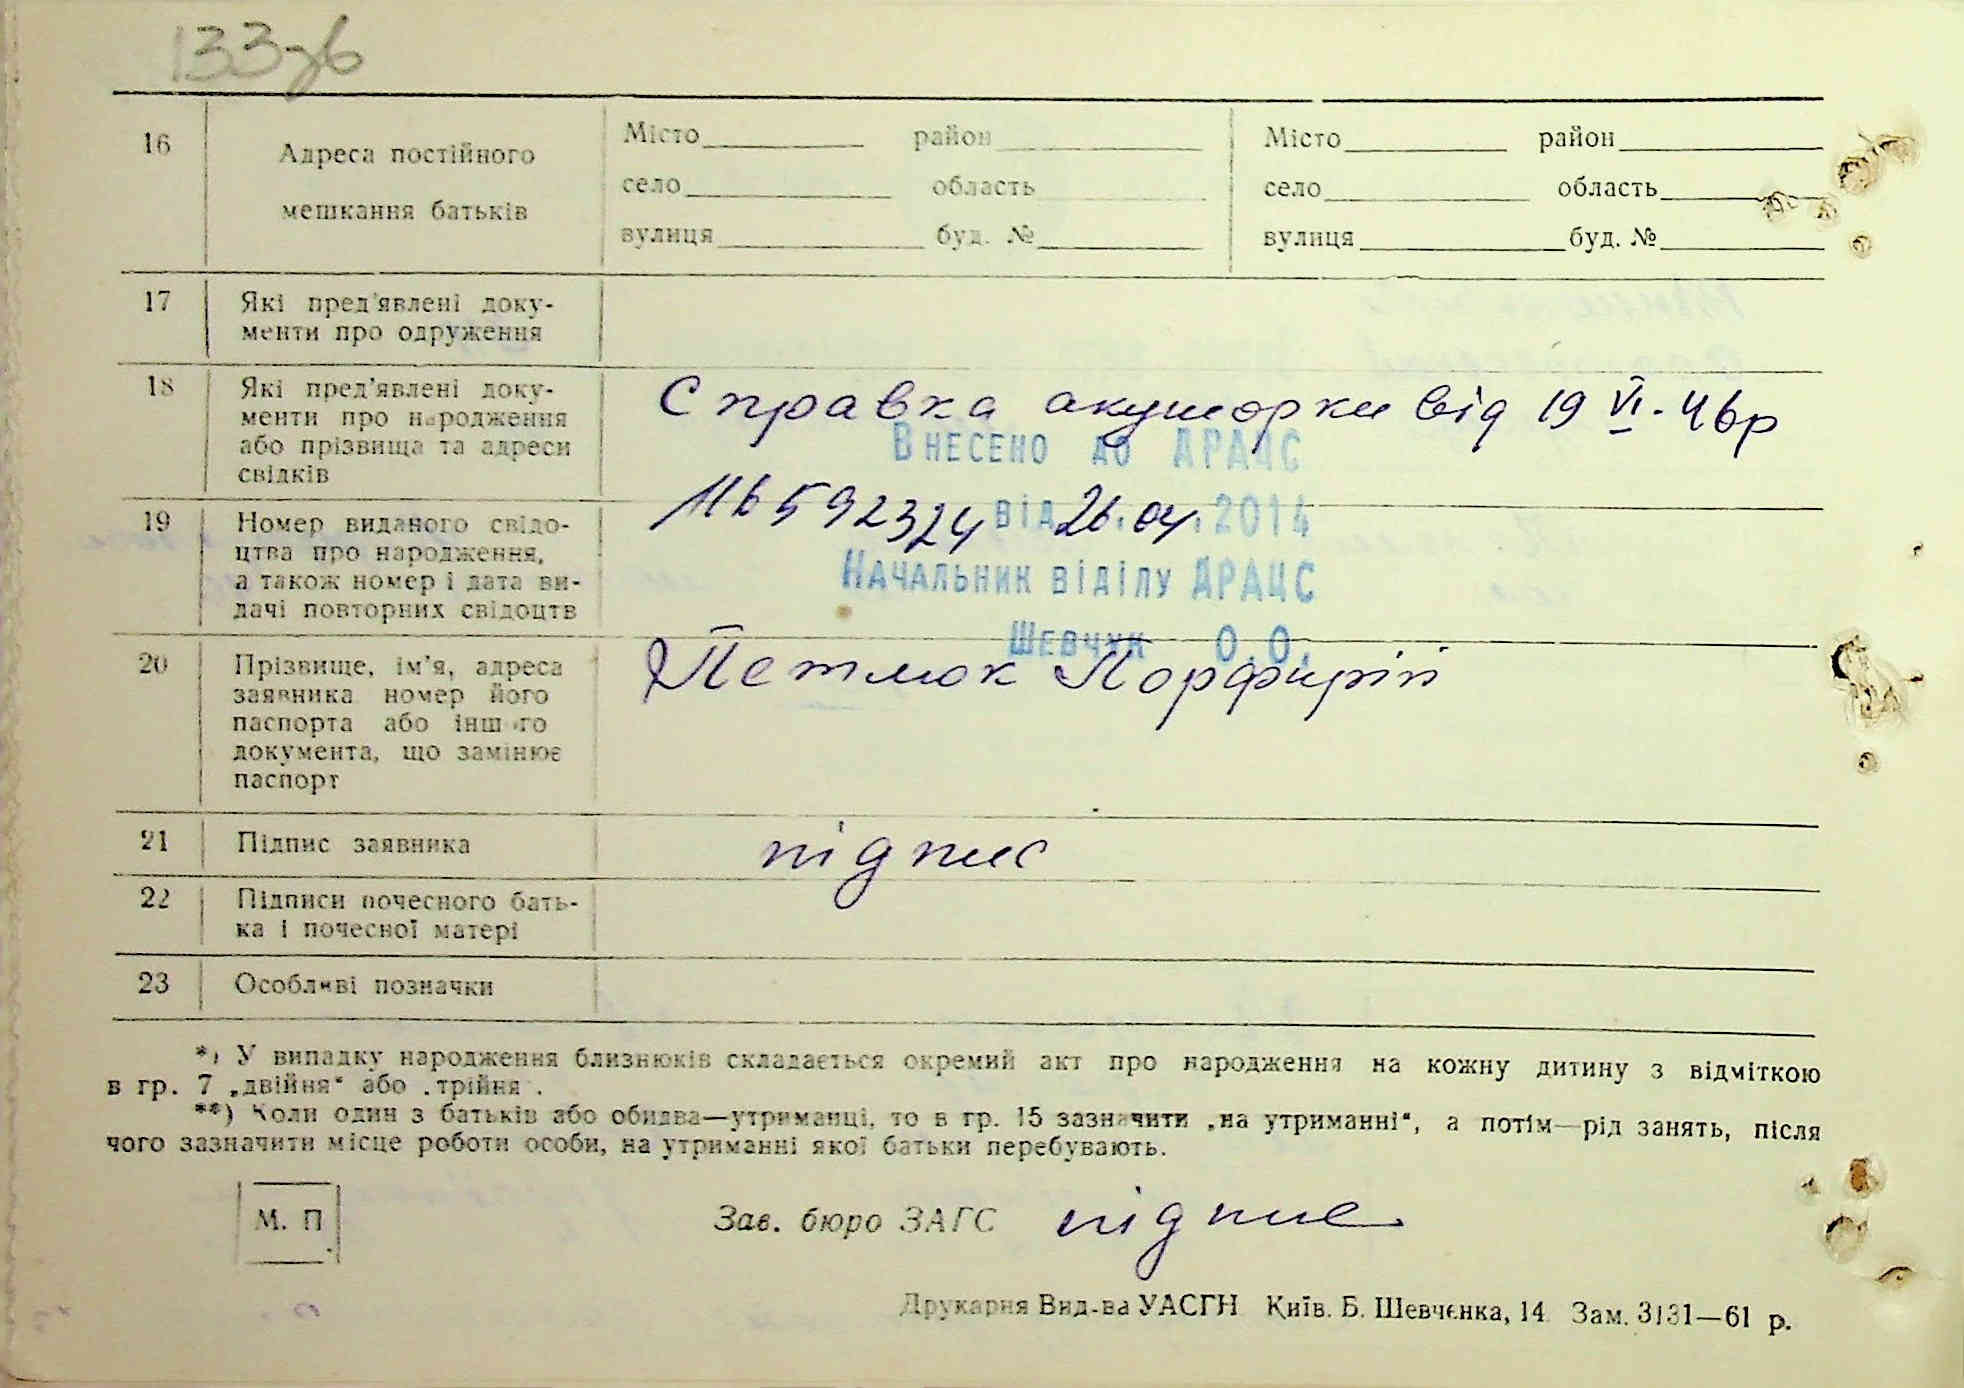 133зв
16 Адреса постійного мешкання батьків
Місто район Місто район
село область село область
вулиця буд. № вулиця буд. №
17 Які пред'явлені доку-
менти про одруження
18 Які пред'явлені доку-
менти про народження
або прізвища та адреси
свідків
Справка акушорки від 19 VI. 46р
Внесено до ДРАЦС
від 26.04.2014
Начальник віділу ДРАЦС
Шевчук О.О.
19 Номер виданого свідо-
цтва про народження,
а також номер і дата ви-
дачі повторних свідоцтв
592324
20 Прізвище, ім'я, адреса
заявника номер його
паспорта або іншого
документа, що замінює
паспорт
Петлюк Порфирій
21 Підпис заявника підпис
22 Підписи почесного бать-
ка і почесної матері
23 Особливі позначки
*) У випадку народження близнюків складається окремий акт про народження на кожну дитину з відміткою
в гр. 7 „двійня“ або „трійня“.
**) Коли один з батьків або обидва—утриманці, то в гр. 15 зазначити „на утриманні“, а потім—рід занять, після
чого зазначити місце роботи особи, на утриманні якої батьки перебувають.
М. П.
Зав. бюро ЗАГС підпис
Друкарня Вид-ва УАСГН Київ. Б. Шевченка, 14 Зам. 3131—61 р.